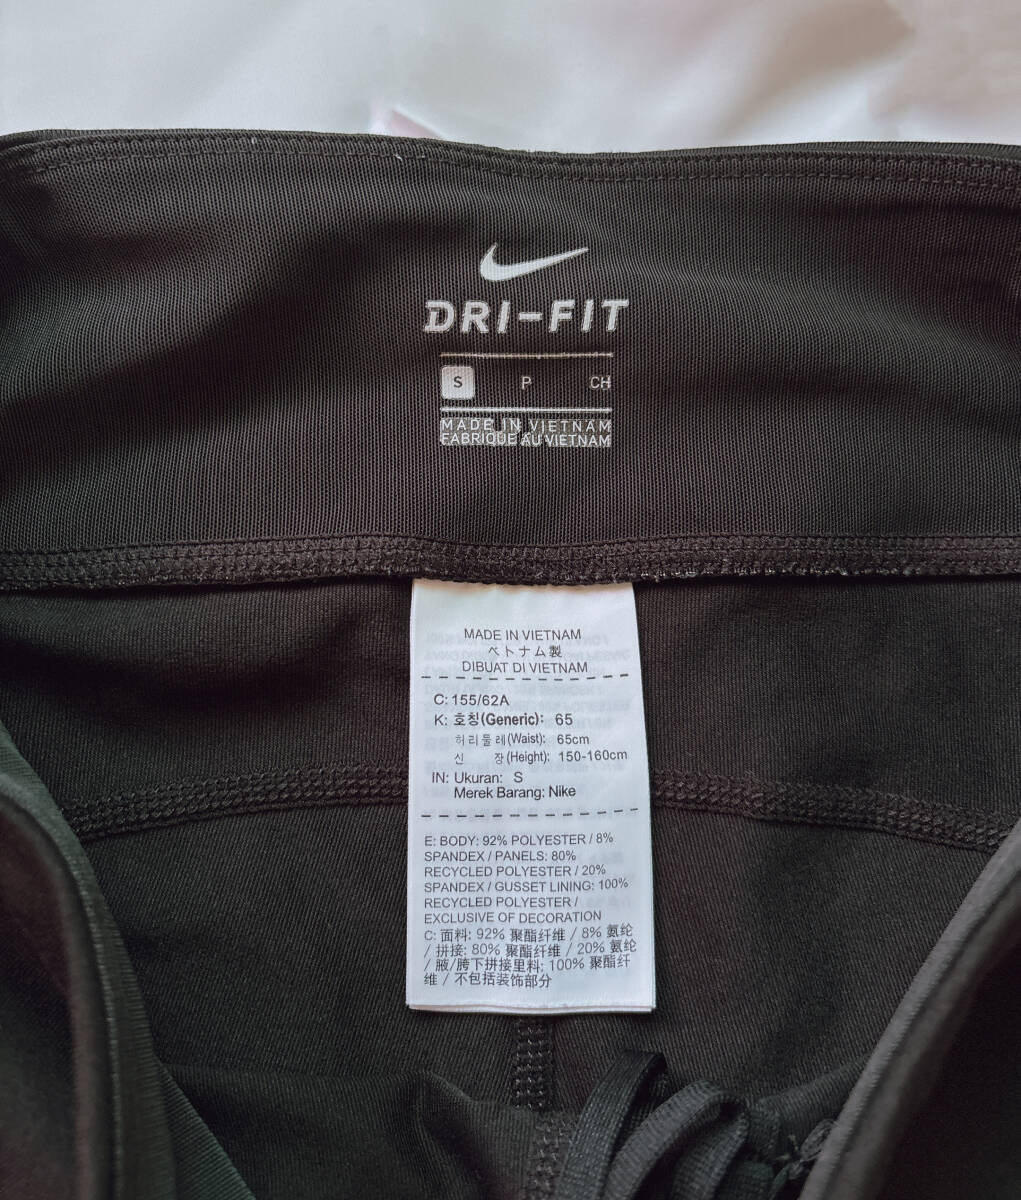 DRI-FIT
S P CH
MADE IN VIETNAM
FABRIQUÉ AU VIETNAM
MADE IN VIETNAM
ベトナム製
DIBUAT DI VIETNAM
C: 155/62A
K: 호칭(Generic): 65
허리둘레(Waist): 65cm
신 장(Height): 150-160cm
IN: Ukuran: S
Merek Barang: Nike
E: BODY: 92% POLYESTER / 8%
SPANDEX / PANELS: 80%
RECYCLED POLYESTER / 20%
SPANDEX / GUSSET LINING: 100%
RECYCLED POLYESTER /
EXCLUSIVE OF DECORATION
C: 面料: 92% 聚酯纤维 / 8% 氨纶
/ 拼接: 80% 聚酯纤维 / 20% 氨纶
/ 腋/胯下拼接里料: 100% 聚酯纤
维 / 不包括装饰部分